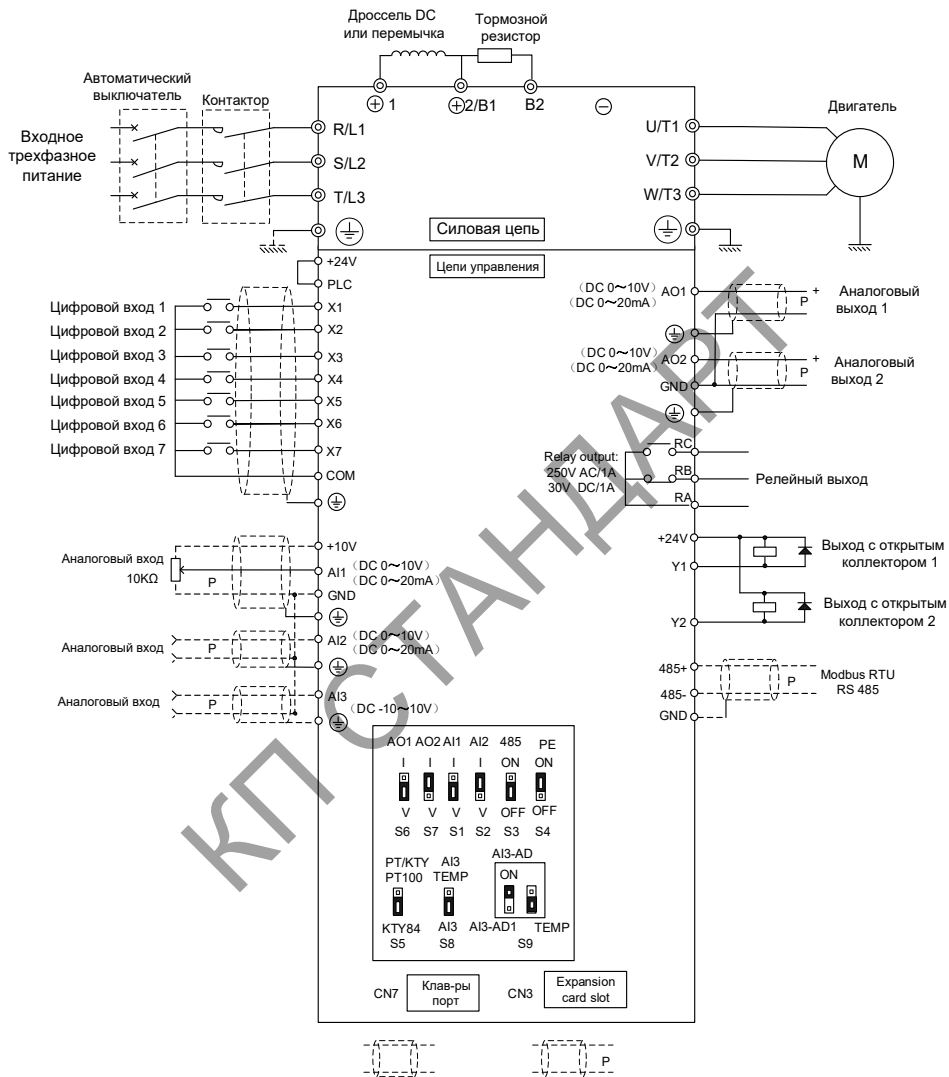 Дроссель DC
или перемычка
Тормозной
резистор
Автоматический
выключатель
Контактор
⊕ 1
⊕2/B1
B2
⊖
Двигатель
Входное
трехфазное
питание
R/L1
S/L2
T/L3
U/T1
V/T2
W/T3
M
Силовая цепь
+24V
PLC
Цепи управления
Цифровой вход 1
Цифровой вход 2
Цифровой вход 3
Цифровой вход 4
Цифровой вход 5
Цифровой вход 6
Цифровой вход 7
X1
X2
X3
X4
X5
X6
X7
COM
(DC 0～10V)
(DC 0～20mA)
AO1
+
P
Аналоговый
выход 1
(DC 0～10V)
(DC 0～20mA)
AO2
GND
+
P
Аналоговый
выход 2
Relay output:
250V AC/1A
30V DC/1A
RC
RB
RA
Релейный выход
Аналоговый вход
10KΩ
P
+10V
AI1
(DC 0～10V)
(DC 0～20mA)
GND
+24V
Y1
Выход с открытым
коллектором 1
Y2
Выход с открытым
коллектором 2
Аналоговый вход
P
AI2
(DC 0～10V)
(DC 0～20mA)
Аналоговый вход
P
AI3
(DC -10～10V)
485+
485-
GND
P
Modbus RTU
RS 485
AO1 AO2 AI1 AI2 485 PE
I I I I ON ON
V V V V OFF OFF
S6 S7 S1 S2 S3 S4
PT/KTY
PT100
KTY84
S5
AI3
TEMP
AI3
S8
AI3-AD
ON
AI3-AD1
TEMP
S9
CN7
Клав-ры
порт
CN3
Expansion
card slot
P
КП СТАНДАРТ